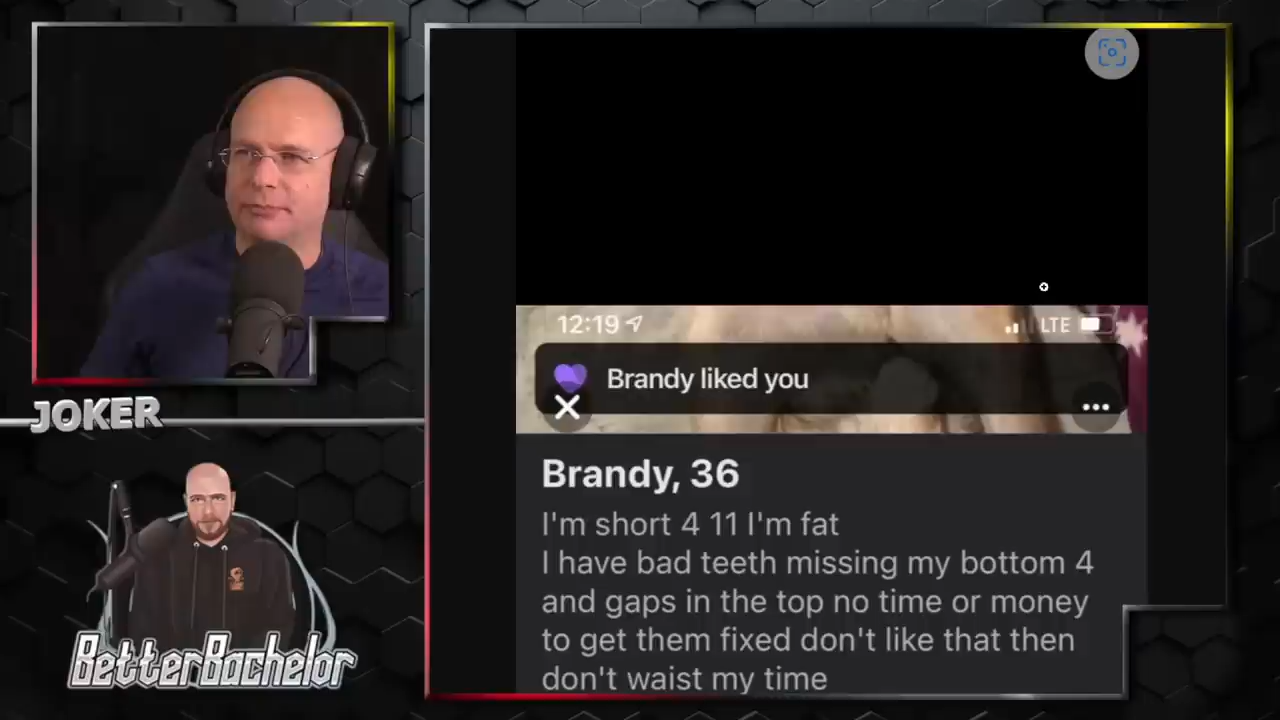 12:19
LTE
Brandy liked you
Brandy, 36
I'm short 4 11 I'm fat
I have bad teeth missing my bottom 4
and gaps in the top no time or money
to get them fixed don't like that then
don't waist my time
JOKER
BetterBachelor